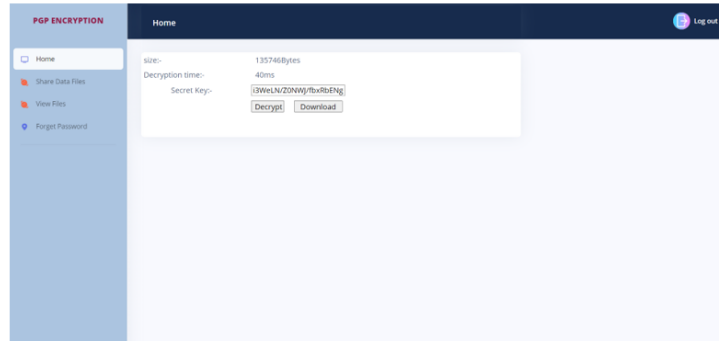 PGP ENCRYPTION
Home
Log out
Home
Share Data Files
View Files
Forget Password
size:- 135746Bytes
Decryption time:- 40ms
Secret Key:- i3WeLN/Z0NWJ/fbxRbENg
Decrypt Download